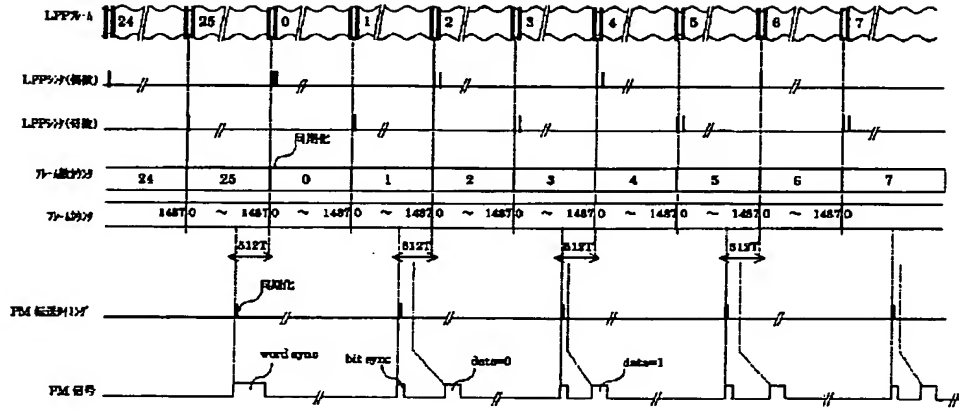 LPPフレーム 24 25 0 1 2 3 4 5 6 7
LPPシンク(偶数)
LPPシンク(奇数)
同期化
フレーム数カウンタ 24 25 0 1 2 3 4 5 6 7
フレームカウンタ 1487 0 ～ 1487 0 ～ 1487 0 ～ 1487 0 ～ 1487 0 ～ 1487 0 ～ 1487 0 ～ 1487 0 ～ 1487 0
512T 512T 512T 512T
同期化
PM 転送タイミング
word sync bit sync data=0 data=1
PM 信号